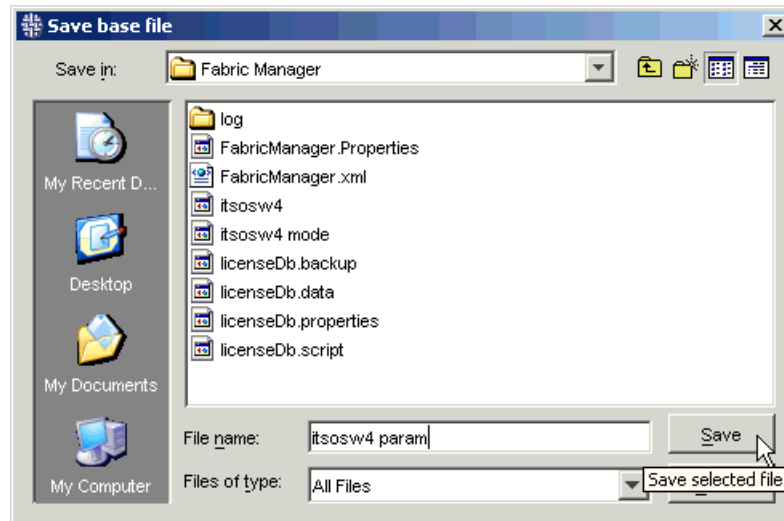 Save base file
Save in:
Fabric Manager
log
FabricManager.Properties
FabricManager.xml
itsosw4
itsosw4 mode
licenseDb.backup
licenseDb.data
licenseDb.properties
licenseDb.script
My Recent D...
Desktop
My Documents
My Computer
File name:
itsosw4 param
Save
Files of type:
All Files
Save selected file